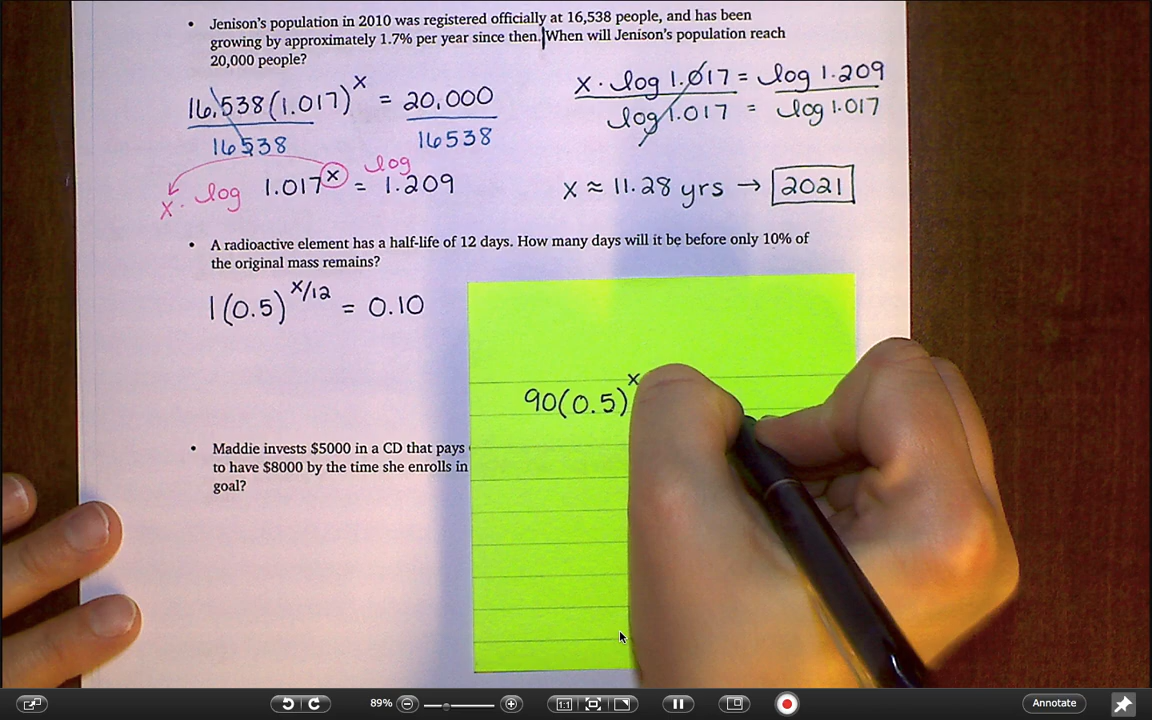 • Jenison's population in 2010 was registered officially at 16,538 people, and has been
growing by approximately 1.7% per year since then. When will Jenison's population reach
20,000 people?
16,538(1.017)^x = 20,000
16538 16538
x · log 1.017^x = log 1.209
x · log 1.017 = log 1.209
log 1.017 = log 1.017
x ≈ 11.28 yrs → 2021
• A radioactive element has a half-life of 12 days. How many days will it be before only 10% of
the original mass remains?
1(0.5)^x/12 = 0.10
90(0.5)^x
• Maddie invests $5000 in a CD that pays
to have $8000 by the time she enrolls in
goal?
89%
1:1
Annotate